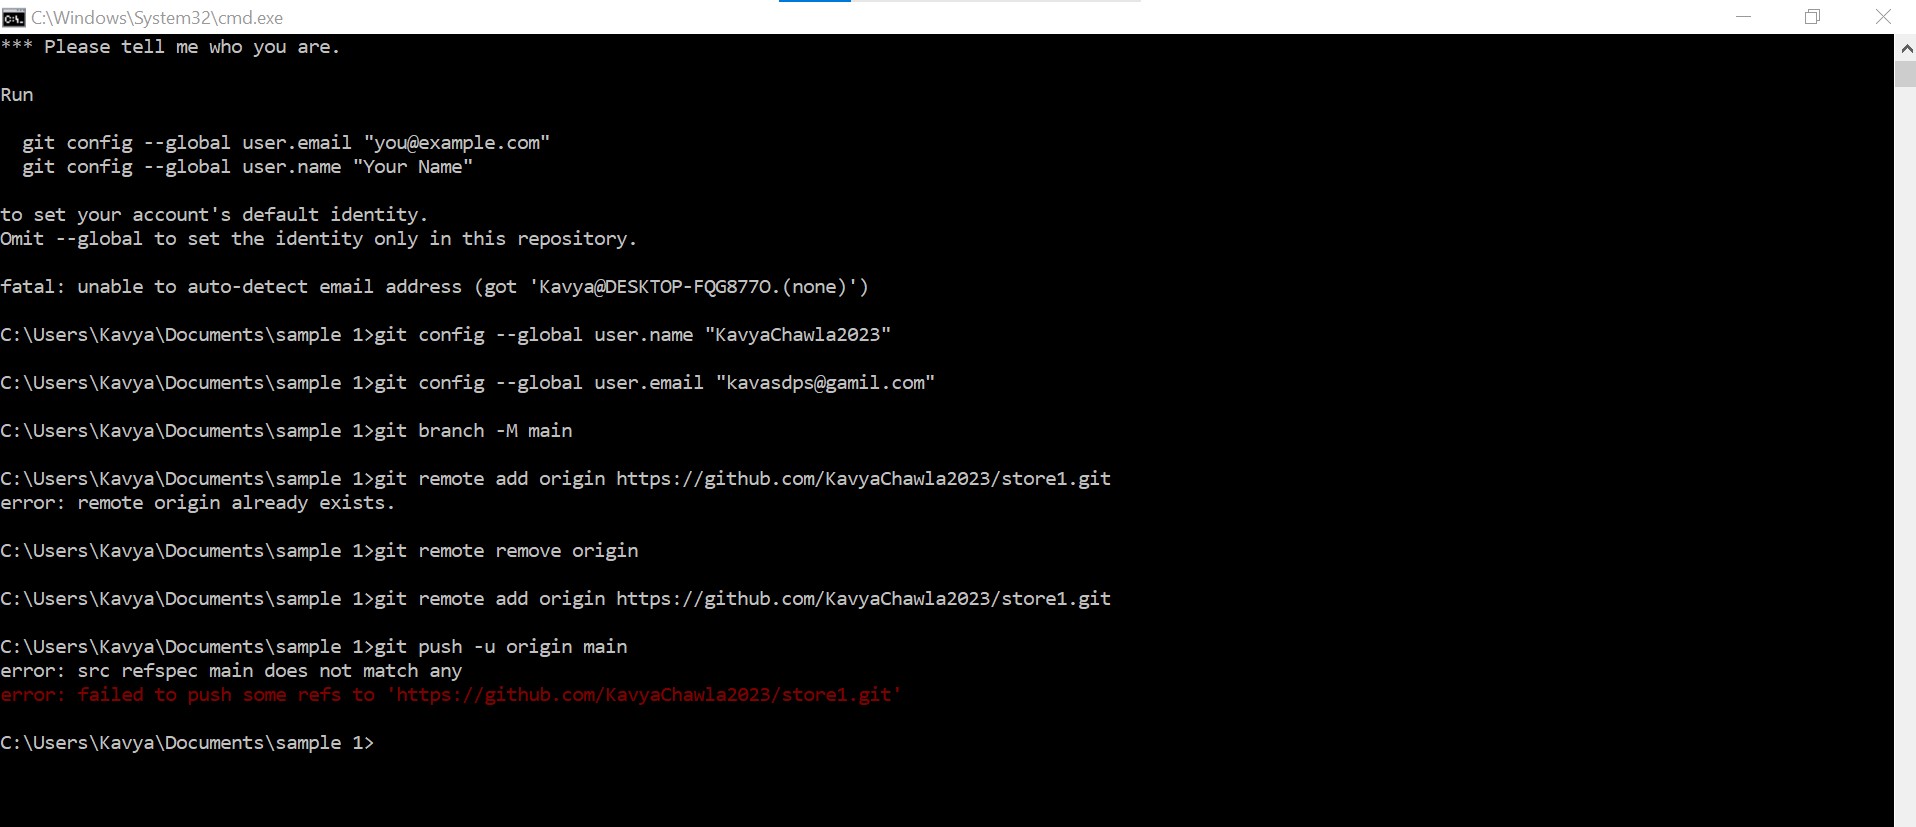 C:\Windows\System32\cmd.exe
*** Please tell me who you are.
Run
git config --global user.email "you@example.com"
git config --global user.name "Your Name"
to set your account's default identity.
Omit --global to set the identity only in this repository.
fatal: unable to auto-detect email address (got 'Kavya@DESKTOP-FQG877O.(none)')
C:\Users\Kavya\Documents\sample 1>git config --global user.name "KavyaChawla2023"
C:\Users\Kavya\Documents\sample 1>git config --global user.email "kavasdps@gamil.com"
C:\Users\Kavya\Documents\sample 1>git branch -M main
C:\Users\Kavya\Documents\sample 1>git remote add origin https://github.com/KavyaChawla2023/store1.git
error: remote origin already exists.
C:\Users\Kavya\Documents\sample 1>git remote remove origin
C:\Users\Kavya\Documents\sample 1>git remote add origin https://github.com/KavyaChawla2023/store1.git
C:\Users\Kavya\Documents\sample 1>git push -u origin main
error: src refspec main does not match any
error: failed to push some refs to 'https://github.com/KavyaChawla2023/store1.git'
C:\Users\Kavya\Documents\sample 1>